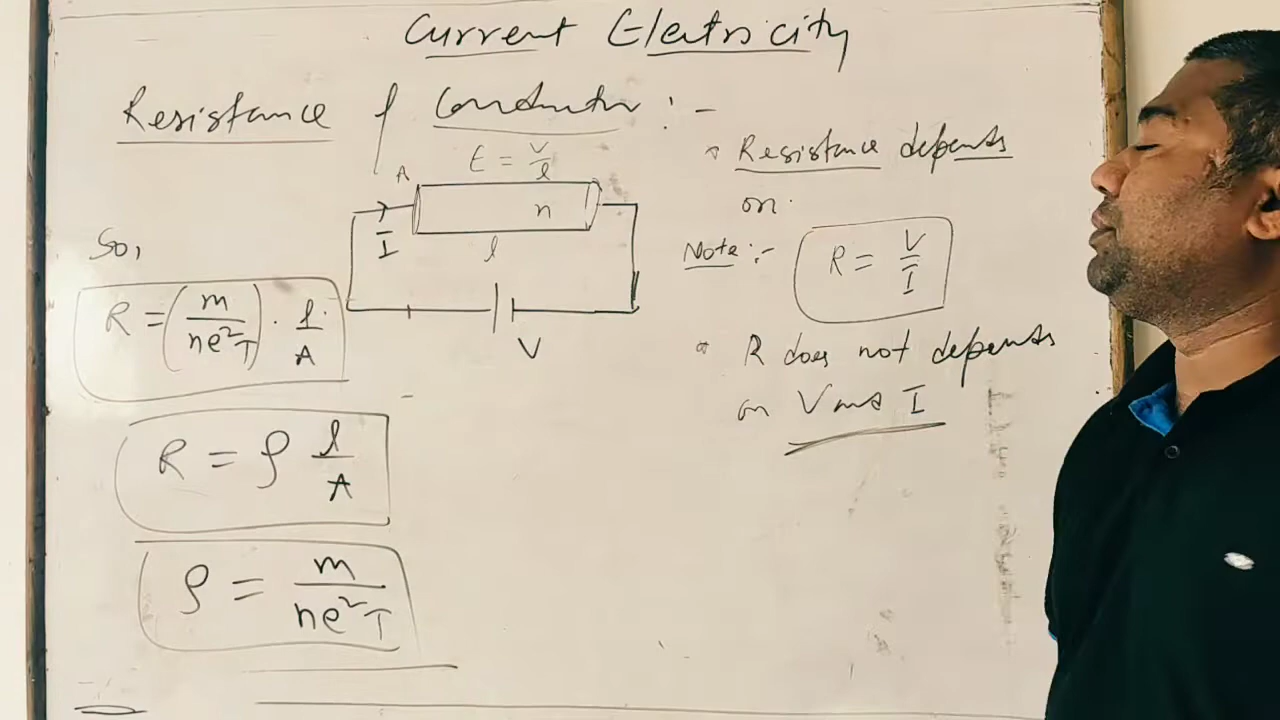 Current Electricity
Resistance of Conductor :-
E = V/l
A
n
I
l
V
So,
R = (m/ne²τ) · l/A
R = ρ l/A
ρ = m/ne²τ
Resistance depends
on
Note :-
R = V/I
R does not depends
on V and I